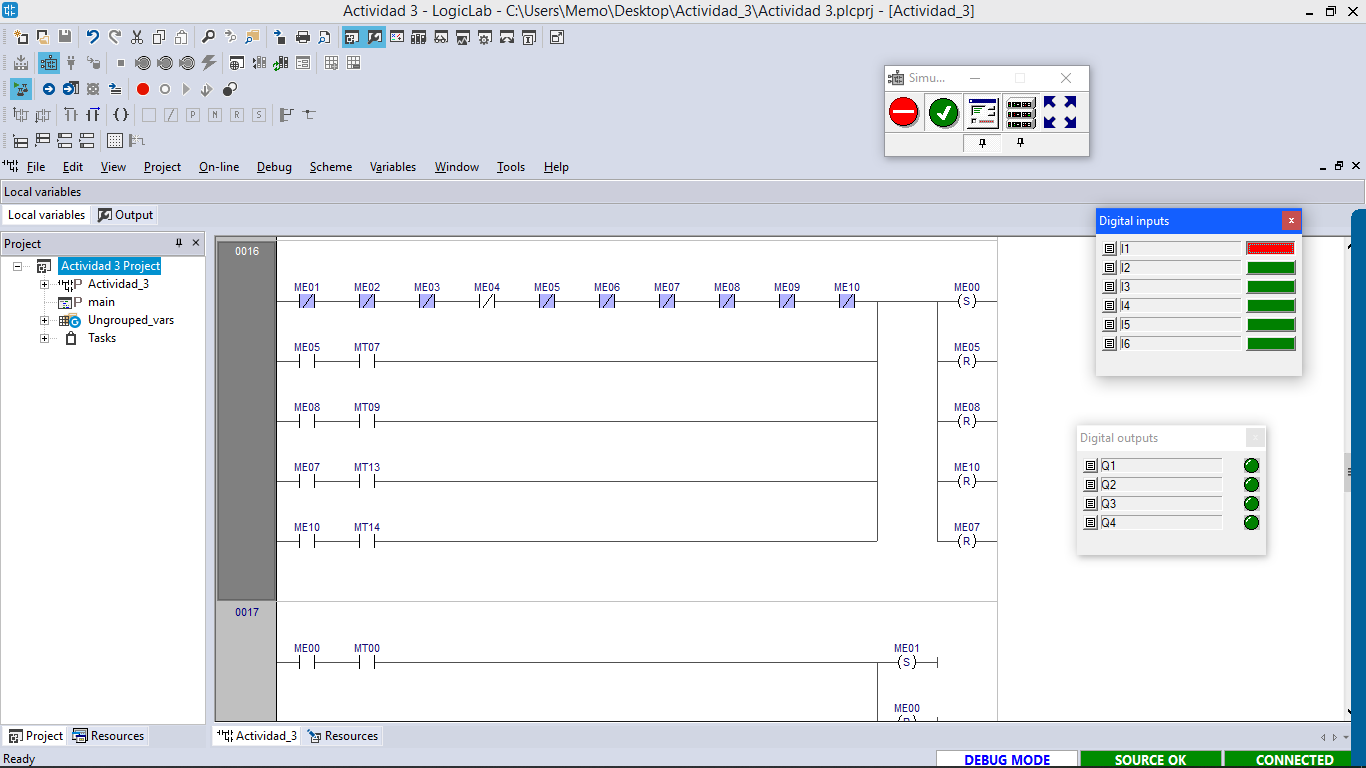 Actividad 3 - LogicLab - C:\Users\Memo\Desktop\Actividad_3\Actividad 3.plcprj - [Actividad_3]
Simu...
File Edit View Project On-line Debug Scheme Variables Window Tools Help
Local variables
Local variables Output
Project
Actividad 3 Project
Actividad_3
main
Ungrouped_vars
Tasks
Project Resources
0016
ME01 ME02 ME03 ME04 ME05 ME06 ME07 ME08 ME09 ME10 ME00
S
ME05 MT07 ME05
R
ME08 MT09 ME08
R
ME07 MT13 ME10
R
ME10 MT14 ME07
R
0017
ME00 MT00 ME01
S
ME00
Actividad_3 Resources
Digital inputs
I1
I2
I3
I4
I5
I6
Digital outputs
Q1
Q2
Q3
Q4
Ready
DEBUG MODE SOURCE OK CONNECTED